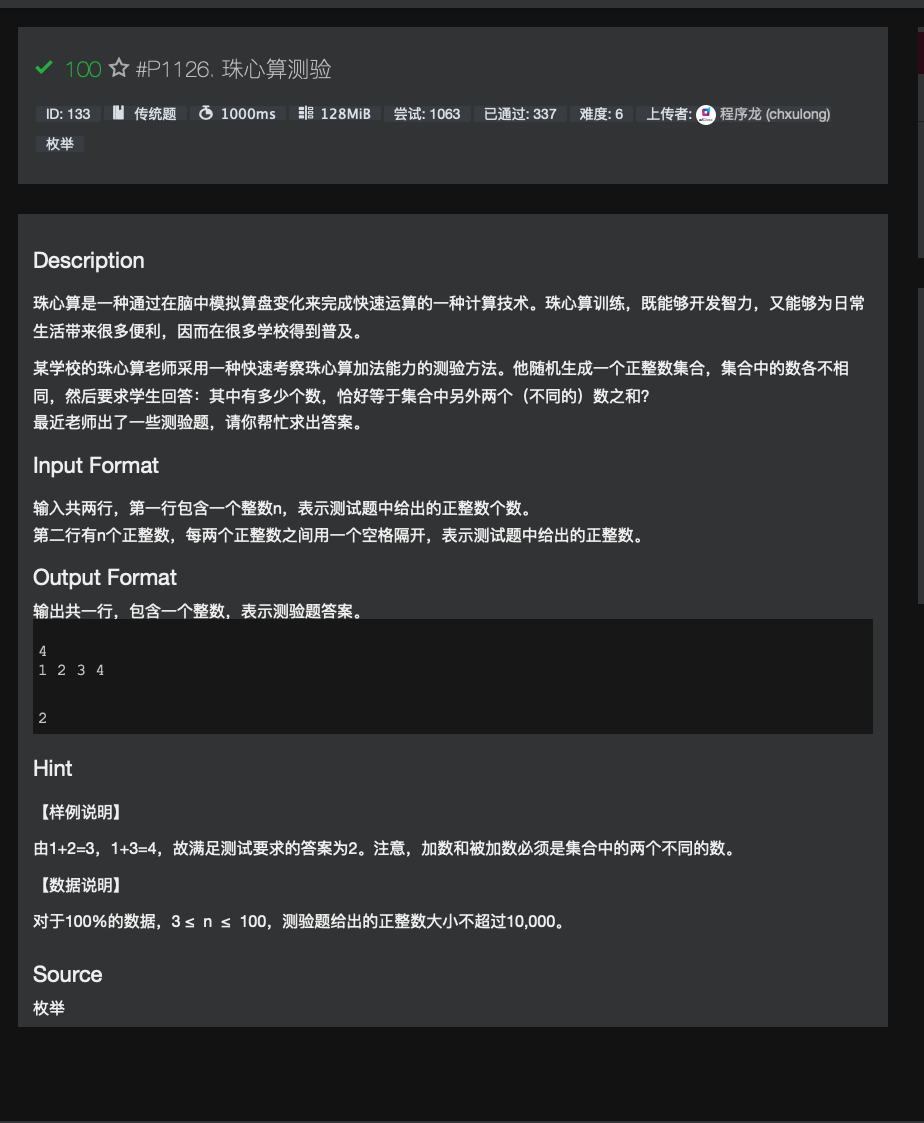 100 #P1126. 珠心算测验
ID: 133 传统题 1000ms 128MiB 尝试: 1063 已通过: 337 难度: 6 上传者: 程序龙 (chxulong)
枚举
Description
珠心算是一种通过在脑中模拟算盘变化来完成快速运算的一种计算技术。珠心算训练，既能够开发智力，又能够为日常
生活带来很多便利，因而在很多学校得到普及。
某学校的珠心算老师采用一种快速考察珠心算加法能力的测验方法。他随机生成一个正整数集合，集合中的数各不相
同，然后要求学生回答：其中有多少个数，恰好等于集合中另外两个（不同的）数之和?
最近老师出了一些测验题，请你帮忙求出答案。
Input Format
输入共两行，第一行包含一个整数n，表示测试题中给出的正整数个数。
第二行有n个正整数，每两个正整数之间用一个空格隔开，表示测试题中给出的正整数。
Output Format
输出共一行，包含一个整数，表示测验题答案。
4
1 2 3 4
2
Hint
【样例说明】
由1+2=3，1+3=4，故满足测试要求的答案为2。注意，加数和被加数必须是集合中的两个不同的数。
【数据说明】
对于100%的数据，3 ≤ n ≤ 100，测验题给出的正整数大小不超过10,000。
Source
枚举